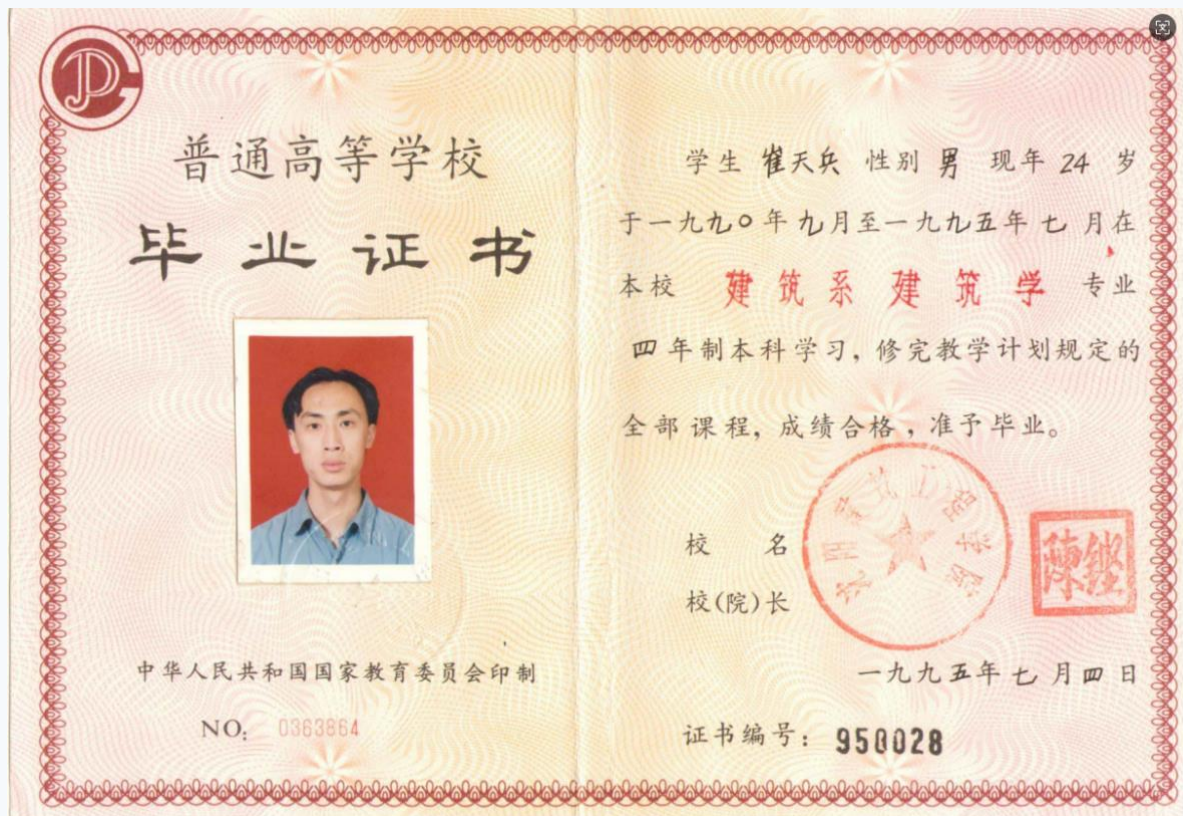 普通高等学校
毕业证书
中华人民共和国国家教育委员会印制
NO: 0363864
学生 崔天兵 性别 男 现年 24 岁
于一九九〇年九月至一九九五年七月在
本校 建筑系建筑学 专业
四年制本科学习,修完教学计划规定的
全部课程,成绩合格,准予毕业。
校 名
校(院)长
一九九五年七月四日
证书编号: 950028